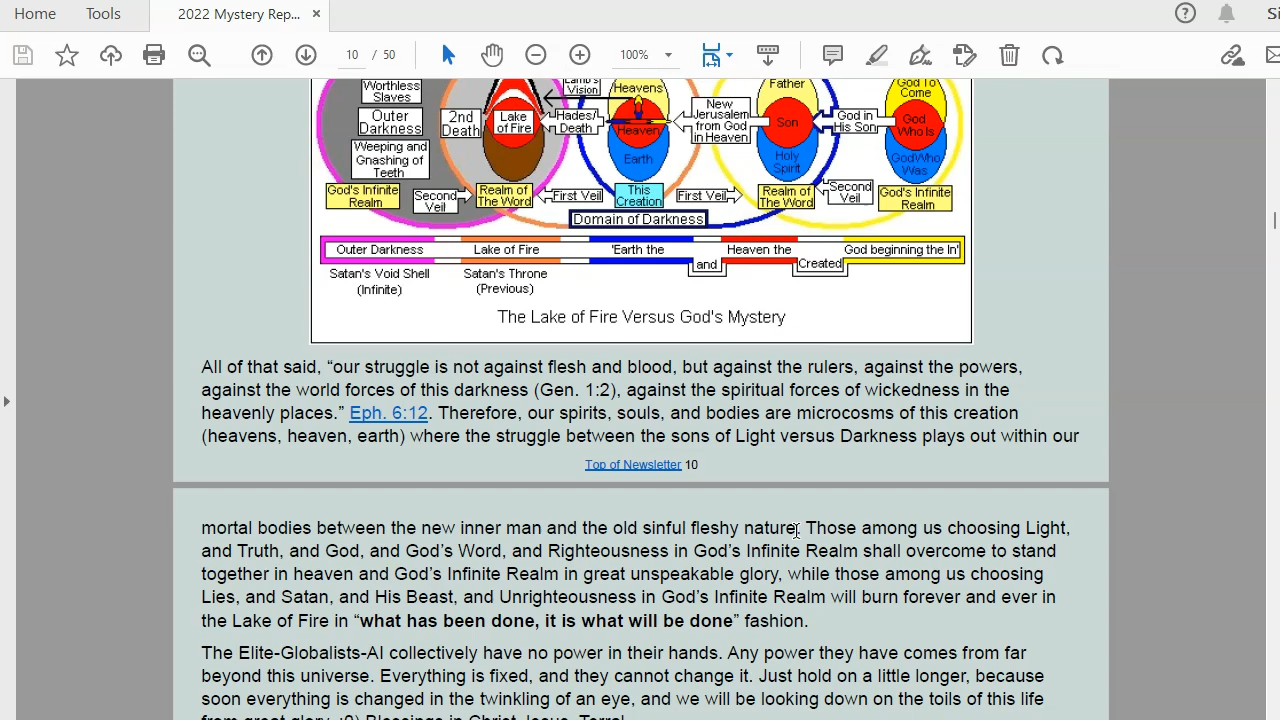 Home
Tools
2022 Mystery Rep... ×
Si
10 / 50
100%
Worthless
Slaves
Outer
Darkness
Weeping and
Gnashing of
Teeth
God's Infinite
Realm
2nd
Death
Lake
of Fire
Second
Veil
Realm of
The Word
Lamb's
Vision
Hades/
Death
First Veil
Heavens
Heaven
Earth
This
Creation
Domain of Darkness
New
Jerusalem
from God
in Heaven
First Veil
Father
Son
Holy
Spirit
Realm of
The Word
God in
His Son
Second
Veil
God To
Come
God
Who Is
God Who
Was
God's Infinite
Realm
Outer Darkness
Lake of Fire
'Earth the
and
Heaven the
Created
God beginning the In'
Satan's Void Shell
(Infinite)
Satan's Throne
(Previous)
The Lake of Fire Versus God's Mystery
All of that said, “our struggle is not against flesh and blood, but against the rulers, against the powers,
against the world forces of this darkness (Gen. 1:2), against the spiritual forces of wickedness in the
heavenly places.” Eph. 6:12. Therefore, our spirits, souls, and bodies are microcosms of this creation
(heavens, heaven, earth) where the struggle between the sons of Light versus Darkness plays out within our
Top of Newsletter 10
mortal bodies between the new inner man and the old sinful fleshy nature. Those among us choosing Light,
and Truth, and God, and God’s Word, and Righteousness in God’s Infinite Realm shall overcome to stand
together in heaven and God’s Infinite Realm in great unspeakable glory, while those among us choosing
Lies, and Satan, and His Beast, and Unrighteousness in God’s Infinite Realm will burn forever and ever in
the Lake of Fire in “what has been done, it is what will be done” fashion.
The Elite-Globalists-AI collectively have no power in their hands. Any power they have comes from far
beyond this universe. Everything is fixed, and they cannot change it. Just hold on a little longer, because
soon everything is changed in the twinkling of an eye, and we will be looking down on the toils of this life
from great glory. :0) Blessings in Christ Jesus, Terral